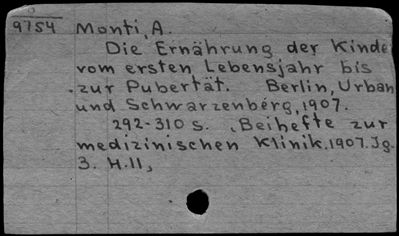 9754 Monti, A.
Die Ernährung der Kinde
vom ersten Lebensjahr bis
zur Pubertät. Berlin, Urban
und Schwarzenberg, 1907.
292-310 S. , Beihefte zur
medizinischen Klinik. 1907. Jg.
3. H. 11,